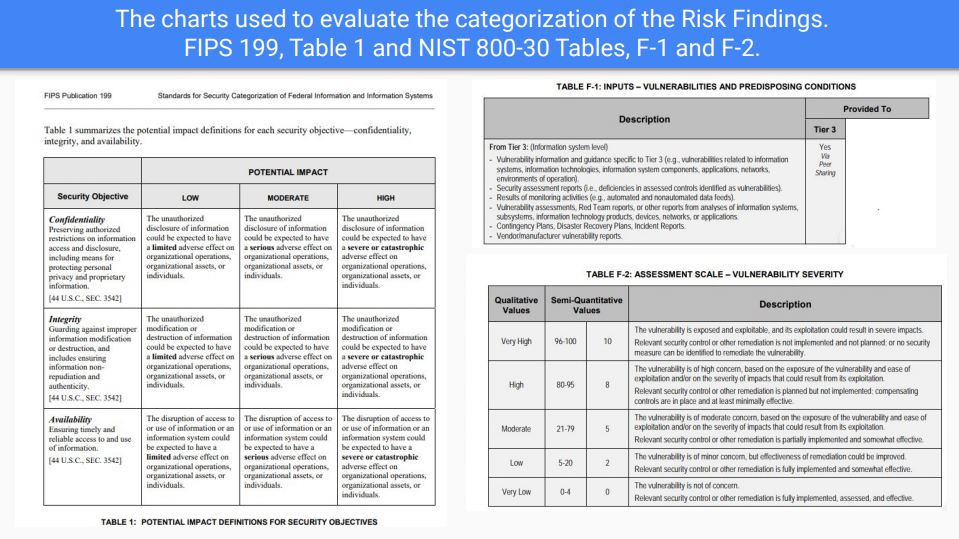 The charts used to evaluate the categorization of the Risk Findings.
FIPS 199, Table 1 and NIST 800-30 Tables, F-1 and F-2.
FIPS Publication 199
Standards for Security Categorization of Federal Information and Information Systems
Table 1 summarizes the potential impact definitions for each security objective—confidentiality,
integrity, and availability.
POTENTIAL IMPACT
Security Objective
LOW
MODERATE
HIGH
Confidentiality
Preserving authorized
restrictions on information
access and disclosure,
including means for
protecting personal
privacy and proprietary
information.
[44 U.S.C., SEC. 3542]
The unauthorized
disclosure of information
could be expected to have
a limited adverse effect on
organizational operations,
organizational assets, or
individuals.
The unauthorized
disclosure of information
could be expected to have
a serious adverse effect on
organizational operations,
organizational assets, or
individuals.
The unauthorized
disclosure of information
could be expected to have
a severe or catastrophic
adverse effect on
organizational operations,
organizational assets, or
individuals.
Integrity
Guarding against improper
information modification
or destruction, and
includes ensuring
information non-
repudiation and
authenticity.
[44 U.S.C., SEC. 3542]
The unauthorized
modification or
destruction of information
could be expected to have
a limited adverse effect on
organizational operations,
organizational assets, or
individuals.
The unauthorized
modification or
destruction of information
could be expected to have
a serious adverse effect on
organizational operations,
organizational assets, or
individuals.
The unauthorized
modification or
destruction of information
could be expected to have
a severe or catastrophic
adverse effect on
organizational operations,
organizational assets, or
individuals.
Availability
Ensuring timely and
reliable access to and use
of information.
[44 U.S.C., SEC. 3542]
The disruption of access to
or use of information or an
information system could
be expected to have a
limited adverse effect on
organizational operations,
organizational assets, or
individuals.
The disruption of access to
or use of information or an
information system could
be expected to have a
serious adverse effect on
organizational operations,
organizational assets, or
individuals.
The disruption of access to
or use of information or an
information system could
be expected to have a
severe or catastrophic
adverse effect on
organizational operations,
organizational assets, or
individuals.
TABLE 1: POTENTIAL IMPACT DEFINITIONS FOR SECURITY OBJECTIVES
TABLE F-1: INPUTS – VULNERABILITIES AND PREDISPOSING CONDITIONS
Description
Provided To
Tier 3
From Tier 3: (Information system level)
- Vulnerability information and guidance specific to Tier 3 (e.g., vulnerabilities related to information
systems, information technologies, information system components, applications, networks,
environments of operation).
- Security assessment reports (i.e., deficiencies in assessed controls identified as vulnerabilities).
- Results of monitoring activities (e.g., automated and nonautomated data feeds).
- Vulnerability assessments, Red Team reports, or other reports from analyses of information systems,
subsystems, information technology products, devices, networks, or applications.
- Contingency Plans, Disaster Recovery Plans, Incident Reports.
- Vendor/manufacturer vulnerability reports.
Yes
Via
Peer
Sharing
TABLE F-2: ASSESSMENT SCALE – VULNERABILITY SEVERITY
Qualitative
Values
Semi-Quantitative
Values
Description
Very High
96-100
10
The vulnerability is exposed and exploitable, and its exploitation could result in severe impacts.
Relevant security control or other remediation is not implemented and not planned; or no security
measure can be identified to remediate the vulnerability.
High
80-95
8
The vulnerability is of high concern, based on the exposure of the vulnerability and ease of
exploitation and/or on the severity of impacts that could result from its exploitation.
Relevant security control or other remediation is planned but not implemented; compensating
controls are in place and at least minimally effective.
Moderate
21-79
5
The vulnerability is of moderate concern, based on the exposure of the vulnerability and ease of
exploitation and/or on the severity of impacts that could result from its exploitation.
Relevant security control or other remediation is partially implemented and somewhat effective.
Low
5-20
2
The vulnerability is of minor concern, but effectiveness of remediation could be improved.
Relevant security control or other remediation is fully implemented and somewhat effective.
Very Low
0-4
0
The vulnerability is not of concern.
Relevant security control or other remediation is fully implemented, assessed, and effective.